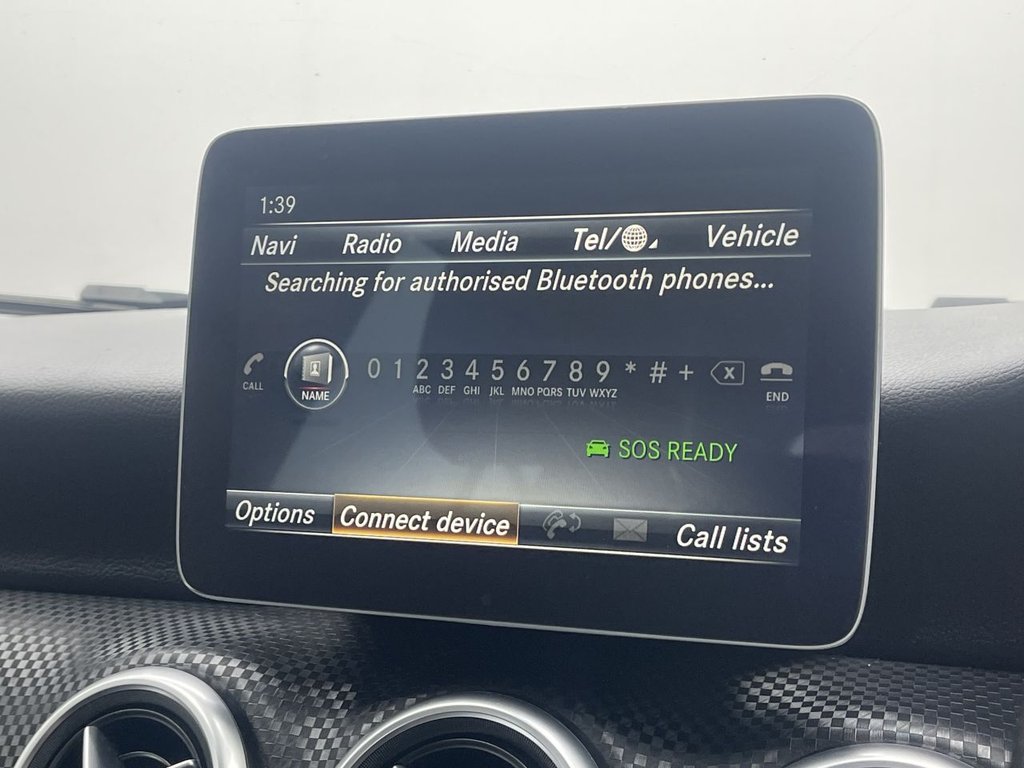 1:39
Navi Radio Media Tel/ Vehicle
Searching for authorised Bluetooth phones...
0 1 2 3 4 5 6 7 8 9 * # + X
CALL NAME ABC DEF GHI JKL MNO PQRS TUV WXYZ END
SOS READY
Options Connect device Call lists